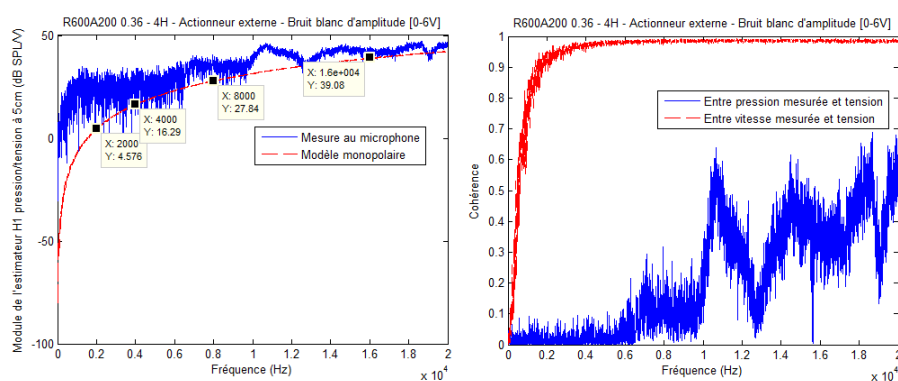 R600A200 0.36 - 4H - Actionneur externe - Bruit blanc d'amplitude [0-6V]
Module de l'estimateur H1 pression/tension à 5cm (dB SPL/V)
50
0
-50
-100
X: 2000
Y: 4.576
X: 4000
Y: 16.29
X: 8000
Y: 27.84
X: 1.6e+004
Y: 39.08
Mesure au microphone
Modèle monopolaire
0 0.2 0.4 0.6 0.8 1 1.2 1.4 1.6 1.8 2
Fréquence (Hz)
x 10^4
R600A200 0.36 - 4H - Actionneur externe - Bruit blanc d'amplitude [0-6V]
Cohérence
1
0.9
0.8
0.7
0.6
0.5
0.4
0.3
0.2
0.1
0
Entre pression mesurée et tension
Entre vitesse mesurée et tension
0 0.2 0.4 0.6 0.8 1 1.2 1.4 1.6 1.8 2
Fréquence (Hz)
x 10^4